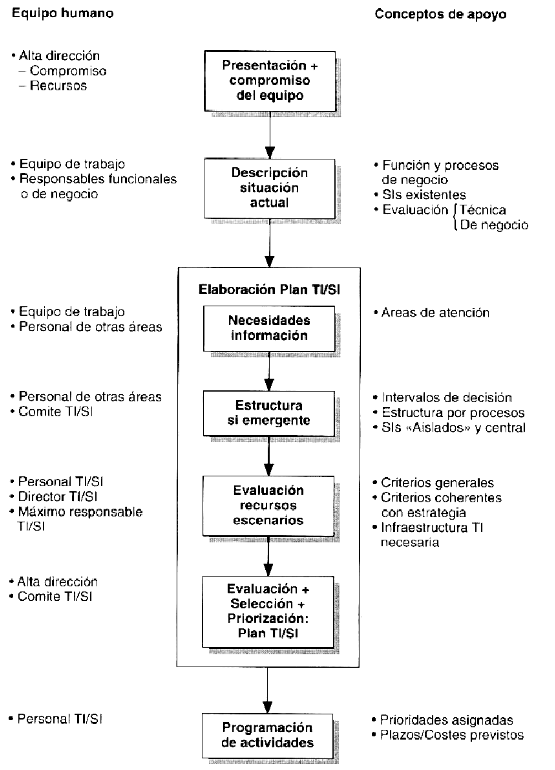 Equipo humano
Conceptos de apoyo
• Alta dirección
– Compromiso
– Recursos
Presentación +
compromiso
del equipo
• Equipo de trabajo
• Responsables funcionales
o de negocio
Descripción
situación
actual
• Función y procesos
de negocio
• SIs existentes
• Evaluación { Técnica
De negocio
Elaboración Plan TI/SI
• Equipo de trabajo
• Personal de otras áreas
Necesidades
información
• Areas de atención
• Personal de otras áreas
• Comite TI/SI
Estructura
si emergente
• Intervalos de decisión
• Estructura por procesos
• SIs «Aislados» y central
• Personal TI/SI
• Director TI/SI
• Máximo responsable
TI/SI
Evaluación
recursos
escenarios
• Criterios generales
• Criterios coherentes
con estrategia
• Infraestructura TI
necesaria
• Alta dirección
• Comite TI/SI
Evaluación +
Selección +
Priorización:
Plan TI/SI
• Personal TI/SI
Programación
de actividades
• Prioridades asignadas
• Plazos/Costes previstos